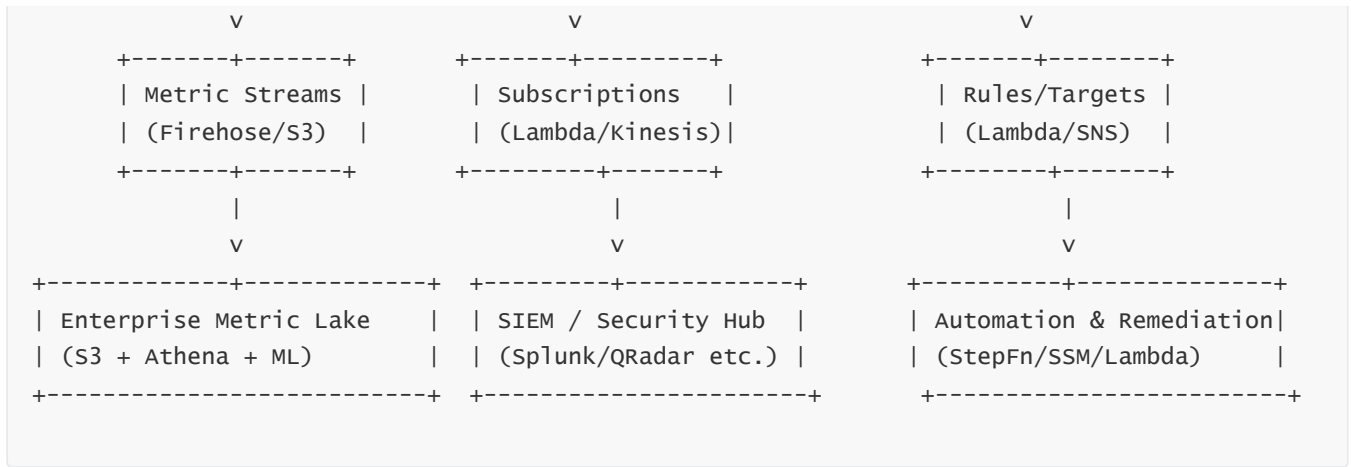 v                          v                                  v
      +-------+-------+        +-------+---------+                +-------+--------+
      | Metric Streams |        | Subscriptions   |                | Rules/Targets |
      | (Firehose/S3)  |        | (Lambda/Kinesis)|                | (Lambda/SNS)  |
      +-------+-------+        +---------+-------+                +--------+-------+
              |                             |                                  |
              v                             v                                  v
+-------------+-------------+  +---------+------------+        +----------+--------------+
| Enterprise Metric Lake    |  | SIEM / Security Hub  |        | Automation & Remediation|
| (S3 + Athena + ML)        |  | (Splunk/QRadar etc.) |        | (StepFn/SSM/Lambda)     |
+---------------------------+  +-----------------------+        +-------------------------+